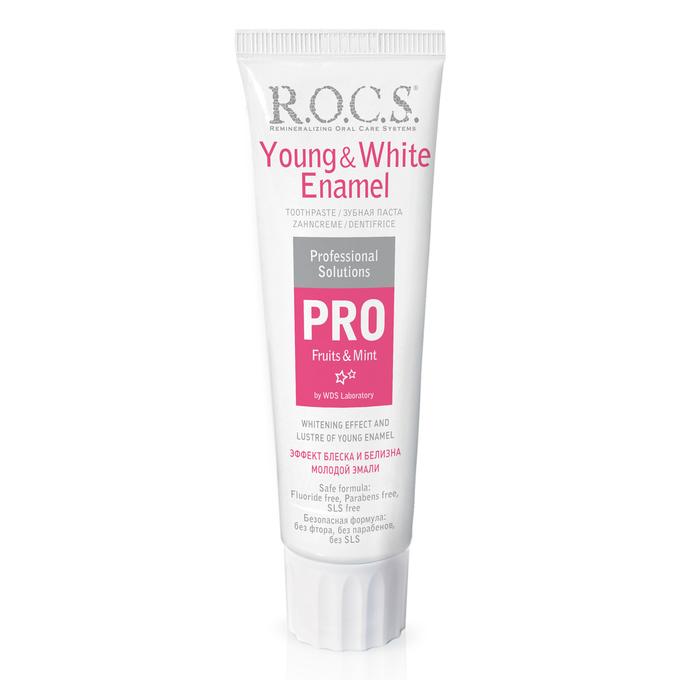 R.O.C.S.®
Remineralizing Oral Care Systems
Young & White
Enamel
TOOTHPASTE / ЗУБНАЯ ПАСТА
ZAHNCREME / DENTIFRICE
Professional
Solutions
PRO
Fruits & Mint
by WDS Laboratory
WHITENING EFFECT AND
LUSTRE OF YOUNG ENAMEL
ЭФФЕКТ БЛЕСКА И БЕЛИЗНА
МОЛОДОЙ ЭМАЛИ
Safe formula:
Fluoride free, Parabens free,
SLS free
Безопасная формула:
без фтора, без парабенов,
без SLS